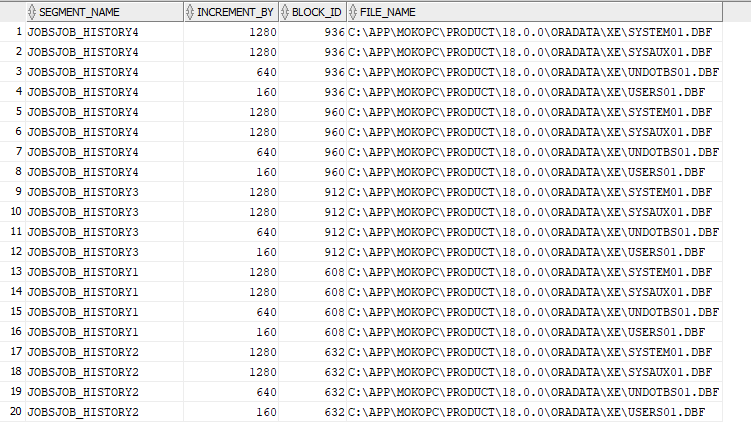 SEGMENT_NAME INCREMENT_BY BLOCK_ID FILE_NAME
1 JOBSJOB_HISTORY4 1280 936 C:\APP\MOKOPC\PRODUCT\18.0.0\ORADATA\XE\SYSTEM01.DBF
2 JOBSJOB_HISTORY4 1280 936 C:\APP\MOKOPC\PRODUCT\18.0.0\ORADATA\XE\SYSAUX01.DBF
3 JOBSJOB_HISTORY4 640 936 C:\APP\MOKOPC\PRODUCT\18.0.0\ORADATA\XE\UNDOTBS01.DBF
4 JOBSJOB_HISTORY4 160 936 C:\APP\MOKOPC\PRODUCT\18.0.0\ORADATA\XE\USERS01.DBF
5 JOBSJOB_HISTORY4 1280 960 C:\APP\MOKOPC\PRODUCT\18.0.0\ORADATA\XE\SYSTEM01.DBF
6 JOBSJOB_HISTORY4 1280 960 C:\APP\MOKOPC\PRODUCT\18.0.0\ORADATA\XE\SYSAUX01.DBF
7 JOBSJOB_HISTORY4 640 960 C:\APP\MOKOPC\PRODUCT\18.0.0\ORADATA\XE\UNDOTBS01.DBF
8 JOBSJOB_HISTORY4 160 960 C:\APP\MOKOPC\PRODUCT\18.0.0\ORADATA\XE\USERS01.DBF
9 JOBSJOB_HISTORY3 1280 912 C:\APP\MOKOPC\PRODUCT\18.0.0\ORADATA\XE\SYSTEM01.DBF
10 JOBSJOB_HISTORY3 1280 912 C:\APP\MOKOPC\PRODUCT\18.0.0\ORADATA\XE\SYSAUX01.DBF
11 JOBSJOB_HISTORY3 640 912 C:\APP\MOKOPC\PRODUCT\18.0.0\ORADATA\XE\UNDOTBS01.DBF
12 JOBSJOB_HISTORY3 160 912 C:\APP\MOKOPC\PRODUCT\18.0.0\ORADATA\XE\USERS01.DBF
13 JOBSJOB_HISTORY1 1280 608 C:\APP\MOKOPC\PRODUCT\18.0.0\ORADATA\XE\SYSTEM01.DBF
14 JOBSJOB_HISTORY1 1280 608 C:\APP\MOKOPC\PRODUCT\18.0.0\ORADATA\XE\SYSAUX01.DBF
15 JOBSJOB_HISTORY1 640 608 C:\APP\MOKOPC\PRODUCT\18.0.0\ORADATA\XE\UNDOTBS01.DBF
16 JOBSJOB_HISTORY1 160 608 C:\APP\MOKOPC\PRODUCT\18.0.0\ORADATA\XE\USERS01.DBF
17 JOBSJOB_HISTORY2 1280 632 C:\APP\MOKOPC\PRODUCT\18.0.0\ORADATA\XE\SYSTEM01.DBF
18 JOBSJOB_HISTORY2 1280 632 C:\APP\MOKOPC\PRODUCT\18.0.0\ORADATA\XE\SYSAUX01.DBF
19 JOBSJOB_HISTORY2 640 632 C:\APP\MOKOPC\PRODUCT\18.0.0\ORADATA\XE\UNDOTBS01.DBF
20 JOBSJOB_HISTORY2 160 632 C:\APP\MOKOPC\PRODUCT\18.0.0\ORADATA\XE\USERS01.DBF